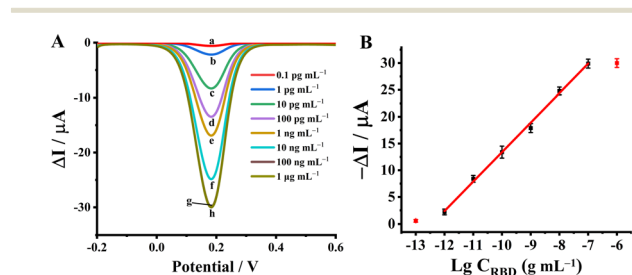 A
B
0
-10
-20
-30
ΔI / μA
-0.2
0.0
0.2
0.4
0.6
Potential / V
a
b
c
d
e
f
g
h
0.1 pg mL⁻¹
1 pg mL⁻¹
10 pg mL⁻¹
100 pg mL⁻¹
1 ng mL⁻¹
10 ng mL⁻¹
100 ng mL⁻¹
1 μg mL⁻¹
35
30
25
20
15
10
5
0
−ΔI / μA
-13
-12
-11
-10
-9
-8
-7
-6
Lg C_RBD (g mL⁻¹)